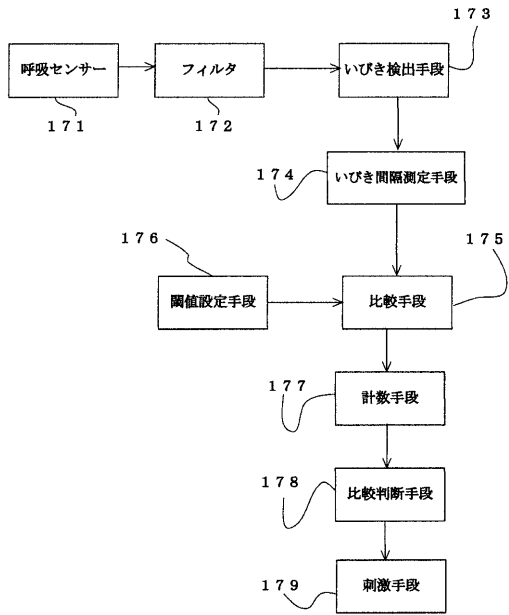 173
呼吸センサー
フィルタ
いびき検出手段
171
172
174
いびき間隔測定手段
176
175
閾値設定手段
比較手段
177
計数手段
178
比較判断手段
179
刺激手段